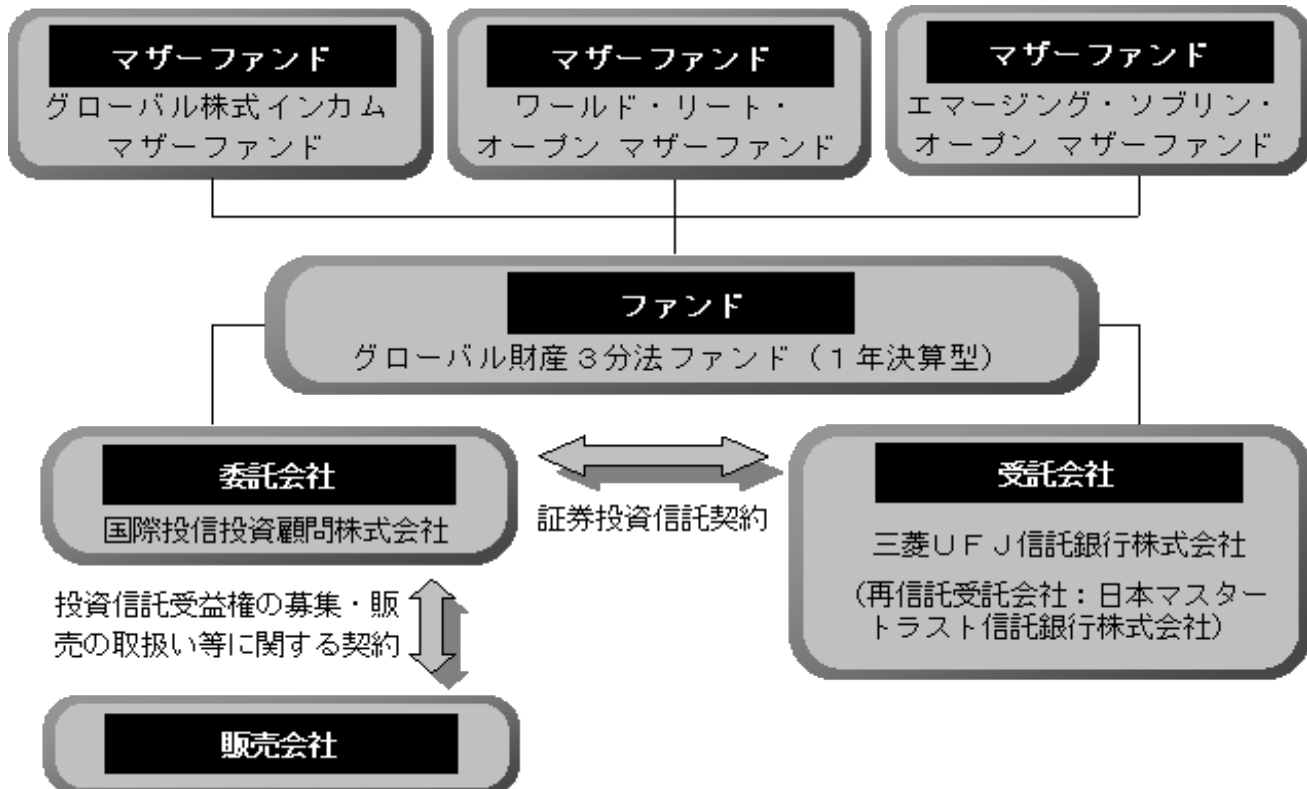 マザーファンド
グローバル株式インカム
マザーファンド
マザーファンド
ワールド・リート・
オープン マザーファンド
マザーファンド
エマージング・ソブリン・
オープン マザーファンド
ファンド
グローバル財産３分法ファンド（１年決算型）
委託会社
国際投信投資顧問株式会社
証券投資信託契約
受託会社
三菱ＵＦＪ信託銀行株式会社
（再信託受託会社：日本マスター
トラスト信託銀行株式会社）
投資信託受益権の募集・販
売の取扱い等に関する契約
販売会社